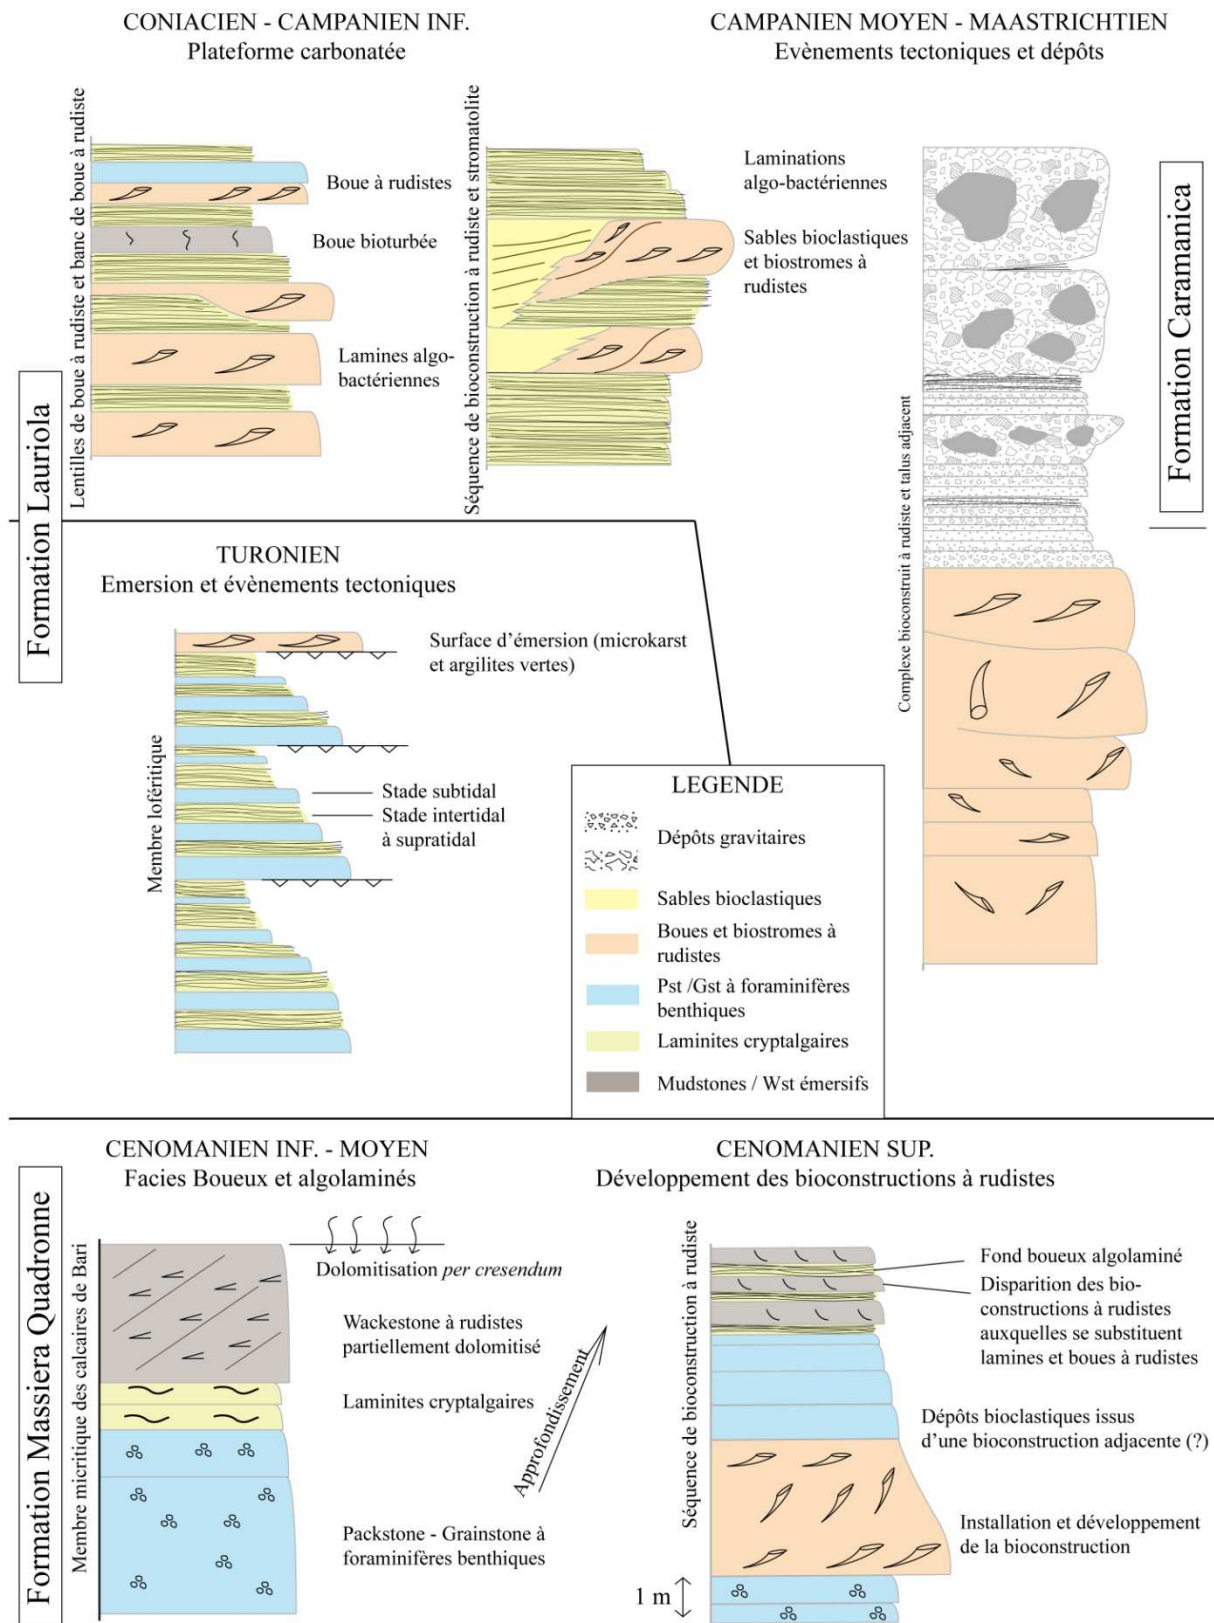 CONIACIEN - CAMPANIEN INF.
Plateforme carbonatée
CAMPANIEN MOYEN - MAASTRICHTIEN
Evènements tectoniques et dépôts
Formation Lauriola
Lentilles de boue à rudiste et banc de boue à rudiste
Boue à rudistes
Boue bioturbée
Lamines algo-
bactériennes
Séquence de bioconstruction à rudiste et stromatolite
Laminations
algo-bactériennes
Sables bioclastiques
et biostromes à
rudistes
Complexe bioconstruit à rudiste et talus adjacent
Formation Caramanica
TURONIEN
Emersion et évènements tectoniques
Membre loféritique
Surface d'émersion (microkarst
et argilites vertes)
Stade subtidal
Stade intertidal
à supratidal
LEGENDE
Dépôts gravitaires
Sables bioclastiques
Boues et biostromes à
rudistes
Pst /Gst à foraminifères
benthiques
Laminites cryptalgaires
Mudstones / Wst émersifs
Formation Massiera Quadronne
CENOMANIEN INF. - MOYEN
Facies Boueux et algolaminés
Membre micritique des calcaires de Bari
Dolomitisation per cresendum
Wackestone à rudistes
partiellement dolomitisé
Laminites cryptalgaires
Packstone - Grainstone à
foraminifères benthiques
Approfondissement
CENOMANIEN SUP.
Développement des bioconstructions à rudistes
Séquence de bioconstruction à rudiste
Fond boueux algolaminé
Disparition des bio-
constructions à rudistes
auxquelles se substituent
lamines et boues à rudistes
Dépôts bioclastiques issus
d'une bioconstruction adjacente (?)
Installation et développement
de la bioconstruction
1 m